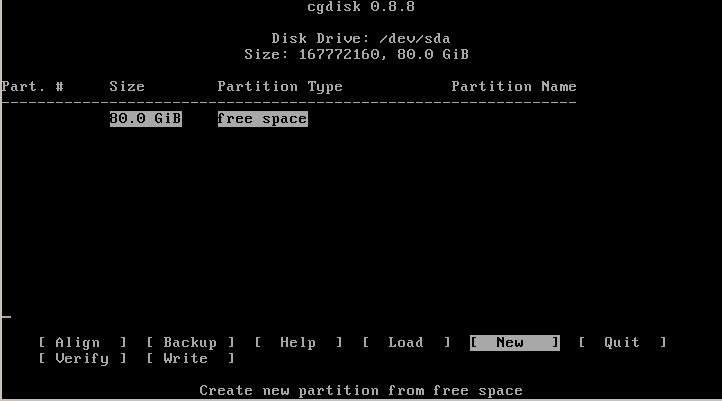 cgdisk 0.8.8
Disk Drive: /dev/sda
Size: 167772160, 80.0 GiB
Part. # Size Partition Type Partition Name
----------------------------------------------------------------
80.0 GiB free space
[ Align ] [ Backup ] [ Help ] [ Load ] [ New ] [ Quit ]
[ Verify ] [ Write ]
Create new partition from free space